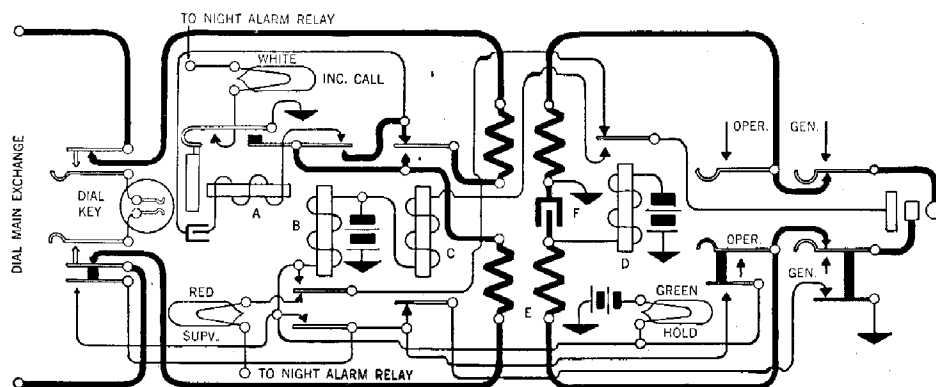 TO NIGHT ALARM RELAY
WHITE
INC. CALL
OPER.
GEN.
DIAL MAIN EXCHANGE
DIAL
KEY
A
B
C
F
D
OPER.
GEN.
RED
SUPV.
E
GREEN
HOLD
TO NIGHT ALARM RELAY